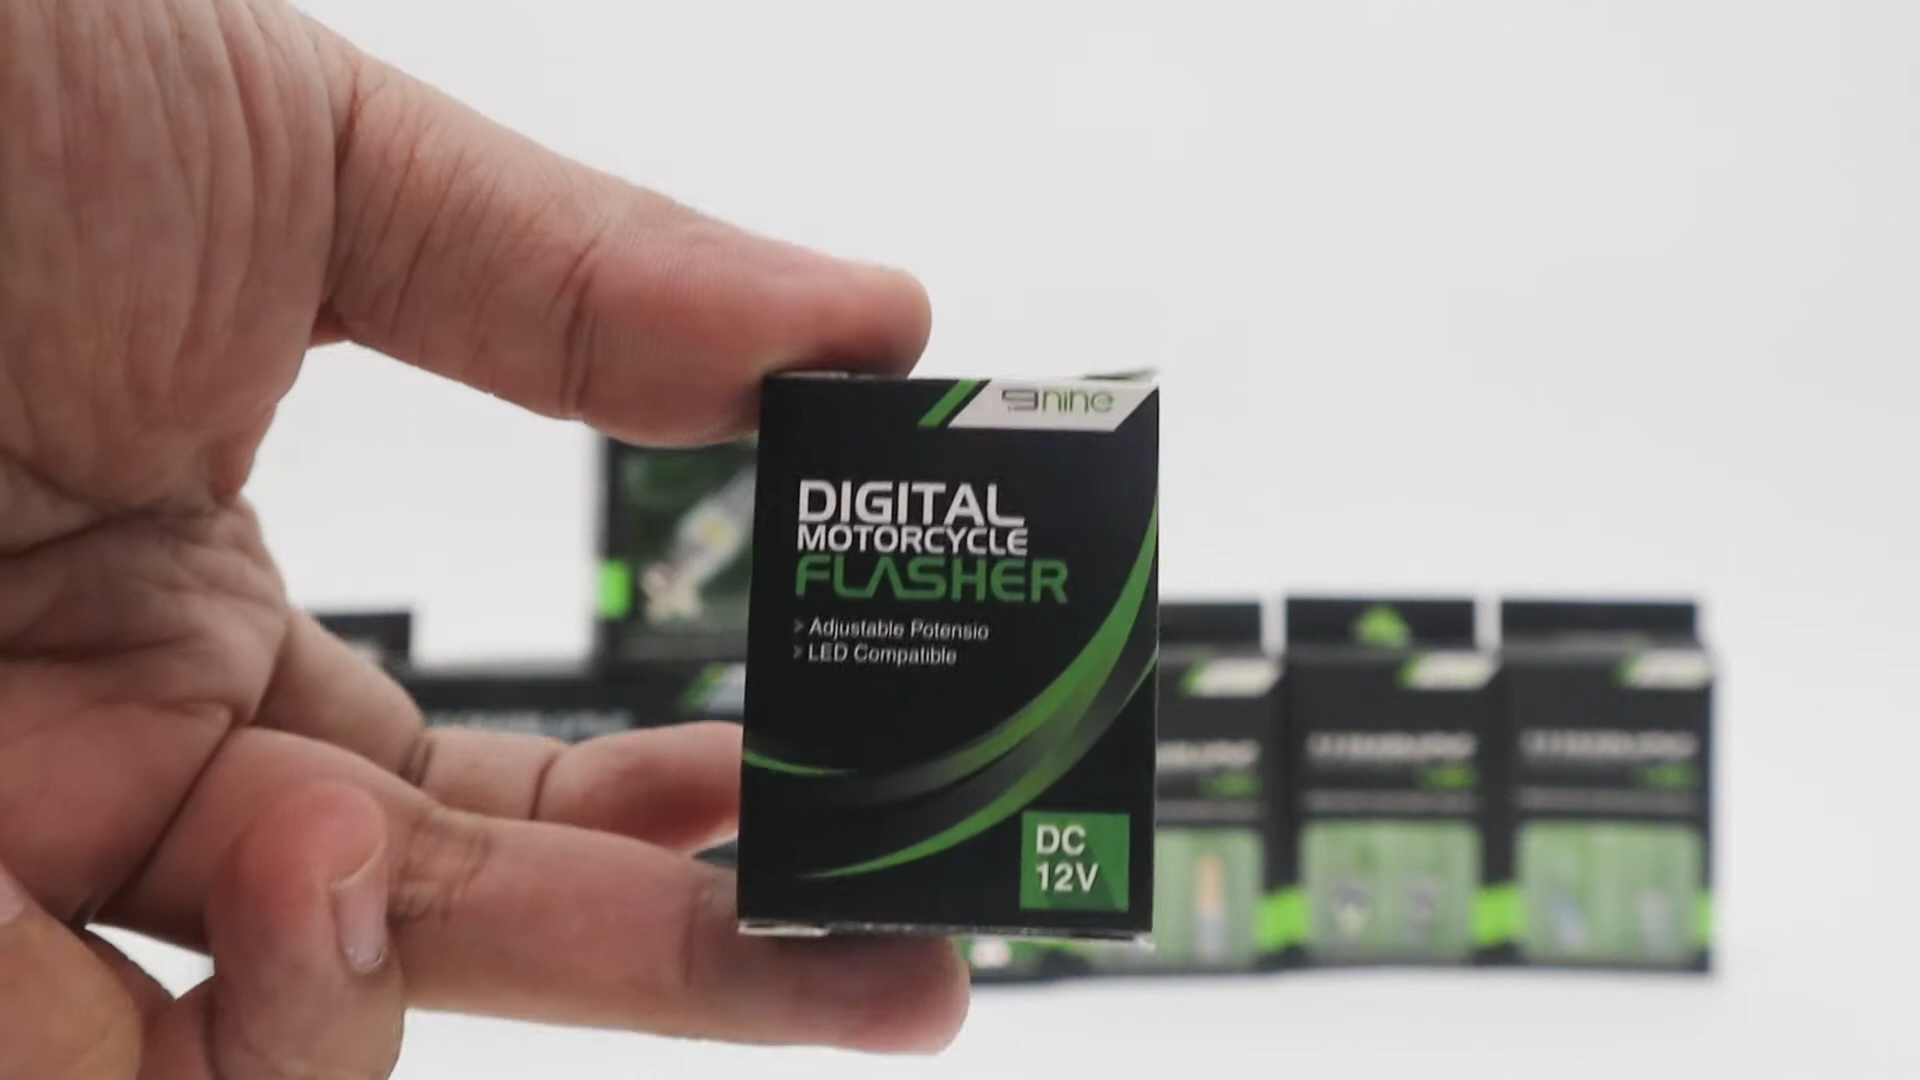 9nine
DIGITAL
MOTORCYCLE
FLASHER
> Adjustable Potensio
> LED Compatible
DC
12V